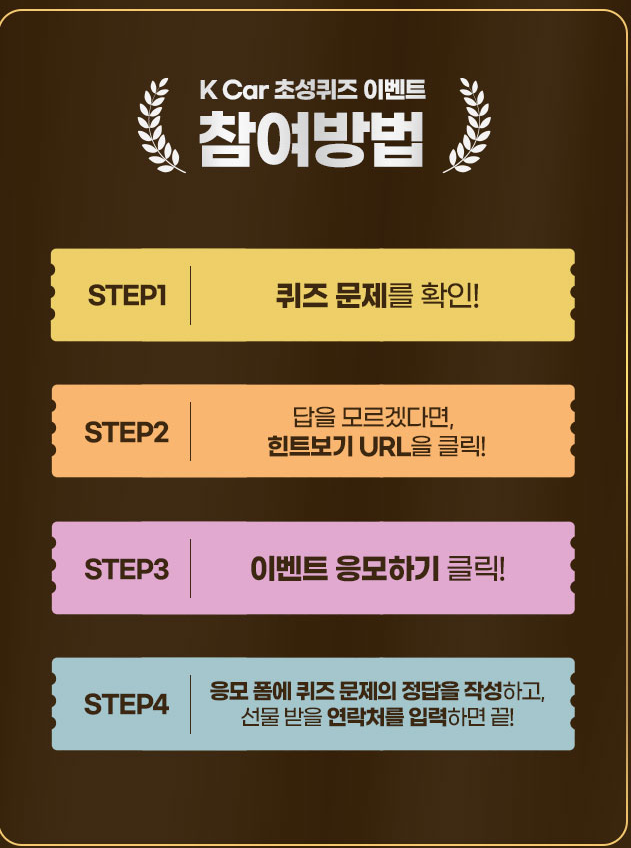 K Car 초성퀴즈 이벤트
참여방법
STEP1
퀴즈 문제를 확인!
STEP2
답을 모르겠다면,
힌트보기 URL을 클릭!
STEP3
이벤트 응모하기 클릭!
STEP4
응모 폼에 퀴즈 문제의 정답을 작성하고,
선물 받을 연락처를 입력하면 끝!